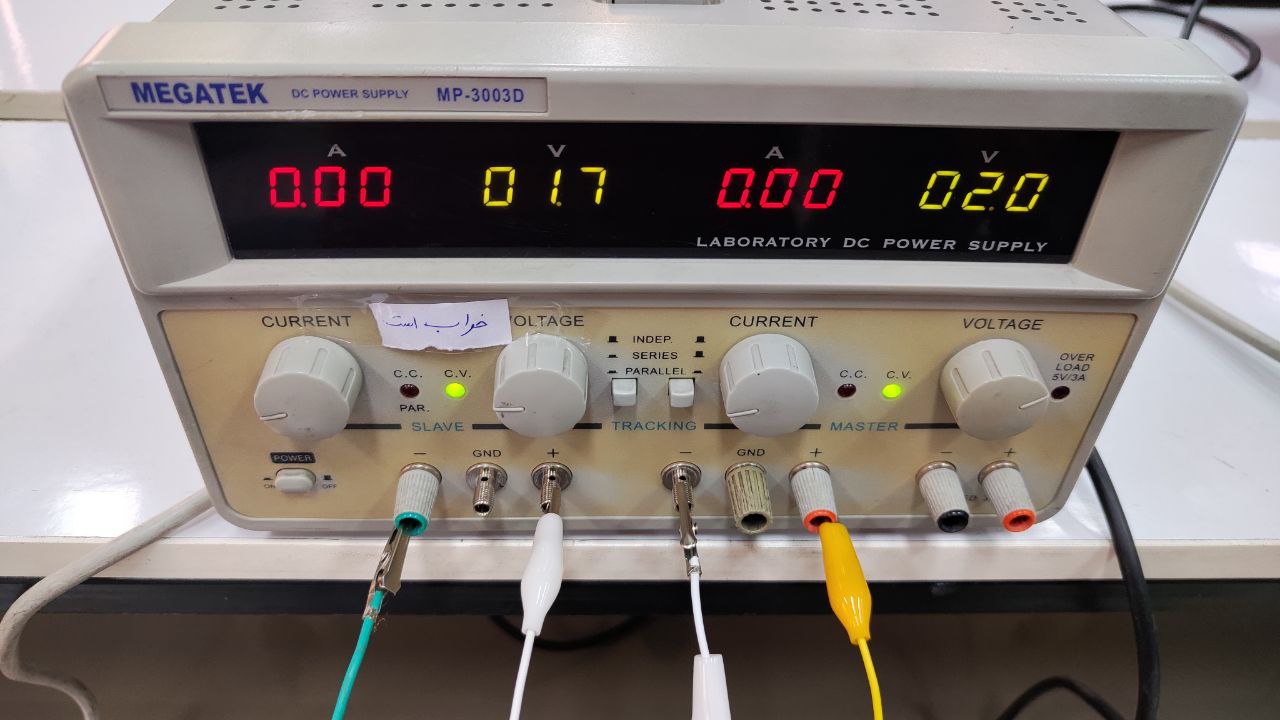 MEGATEK DC POWER SUPPLY MP-3003D
A V A V
0.00 01.7 0.00 02.0
LABORATORY DC POWER SUPPLY
خراب است
CURRENT VOLTAGE CURRENT VOLTAGE
INDEP.
SERIES
PARALLEL
C.C. C.V. C.C. C.V.
PAR.
OVER
LOAD
5V/3A
SLAVE TRACKING MASTER
POWER
ON OFF
− GND + − GND + − +